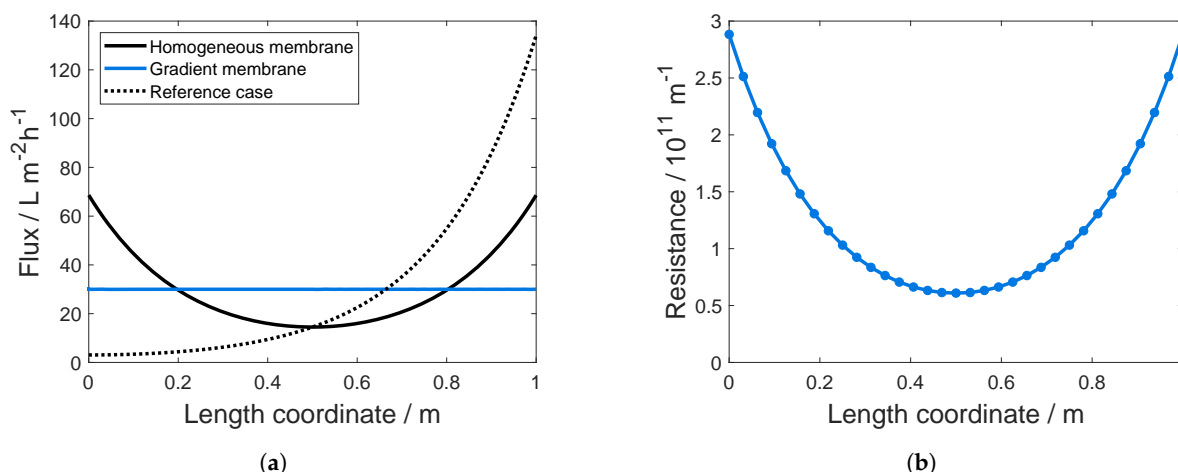 140
120
100
80
60
40
20
0
Flux / L m⁻²h⁻¹
Homogeneous membrane
Gradient membrane
Reference case
0 0.2 0.4 0.6 0.8 1
Length coordinate / m
(a)
3
2.5
2
1.5
1
0.5
0
Resistance / 10¹¹ m⁻¹
0 0.2 0.4 0.6 0.8
Length coordinate / m
(b)